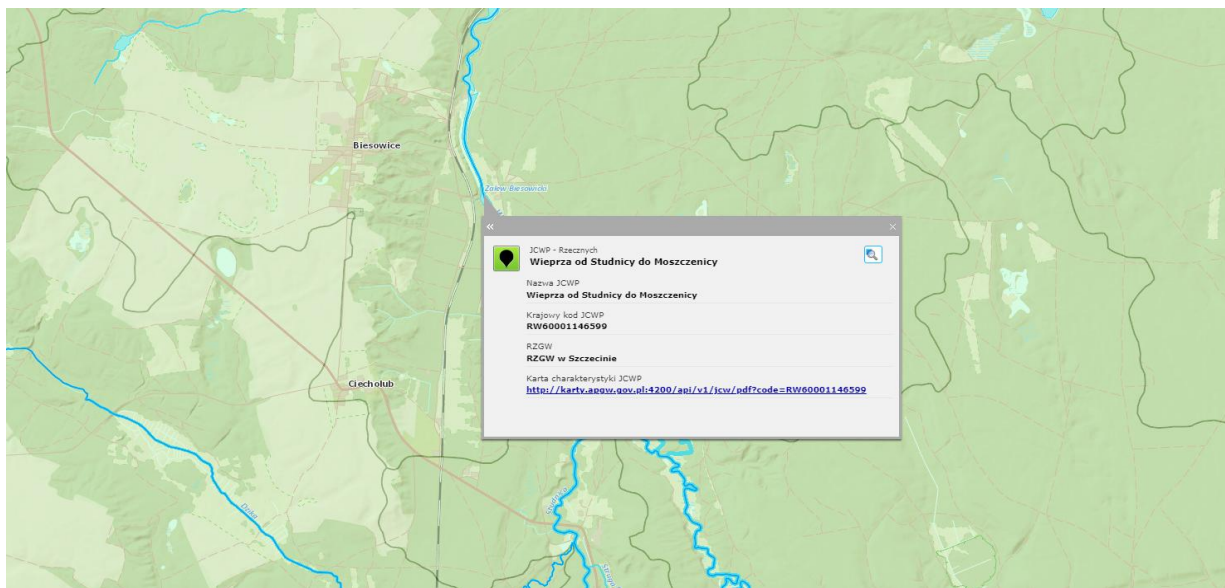 Biesowice
Zalew Biesowicki
«
×
JCWP - Rzecznych
Wieprza od Studnicy do Moszczenicy
Nazwa JCWP
Wieprza od Studnicy do Moszczenicy
Krajowy kod JCWP
RW60001146599
RZGW
RZGW w Szczecinie
Karta charakterystyki JCWP
http://karty.apgw.gov.pl:4200/api/v1/jcw/pdf?code=RW60001146599
Ciecholub
Studnica